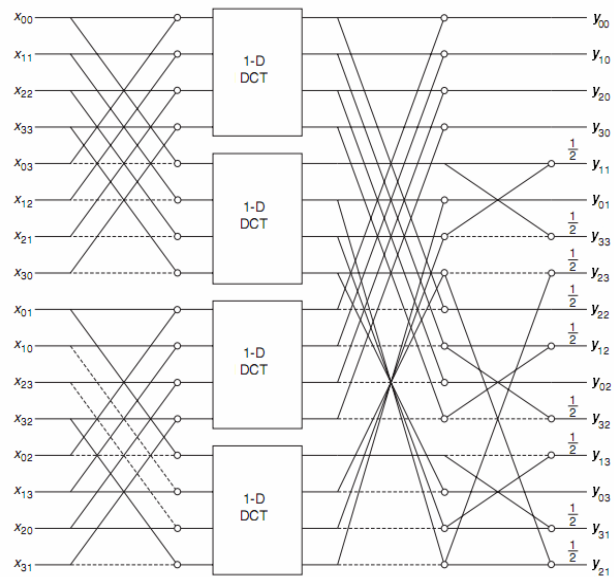 x00
x11
x22
x33
x03
x12
x21
x30
x01
x10
x23
x32
x02
x13
x20
x31
1-D
DCT
1-D
DCT
1-D
DCT
1-D
DCT
y00
y10
y20
y30
1/2 y11
y01
1/2 y33
1/2 y23
1/2 y22
1/2 y12
y02
1/2 y32
1/2 y13
y03
1/2 y31
1/2 y21